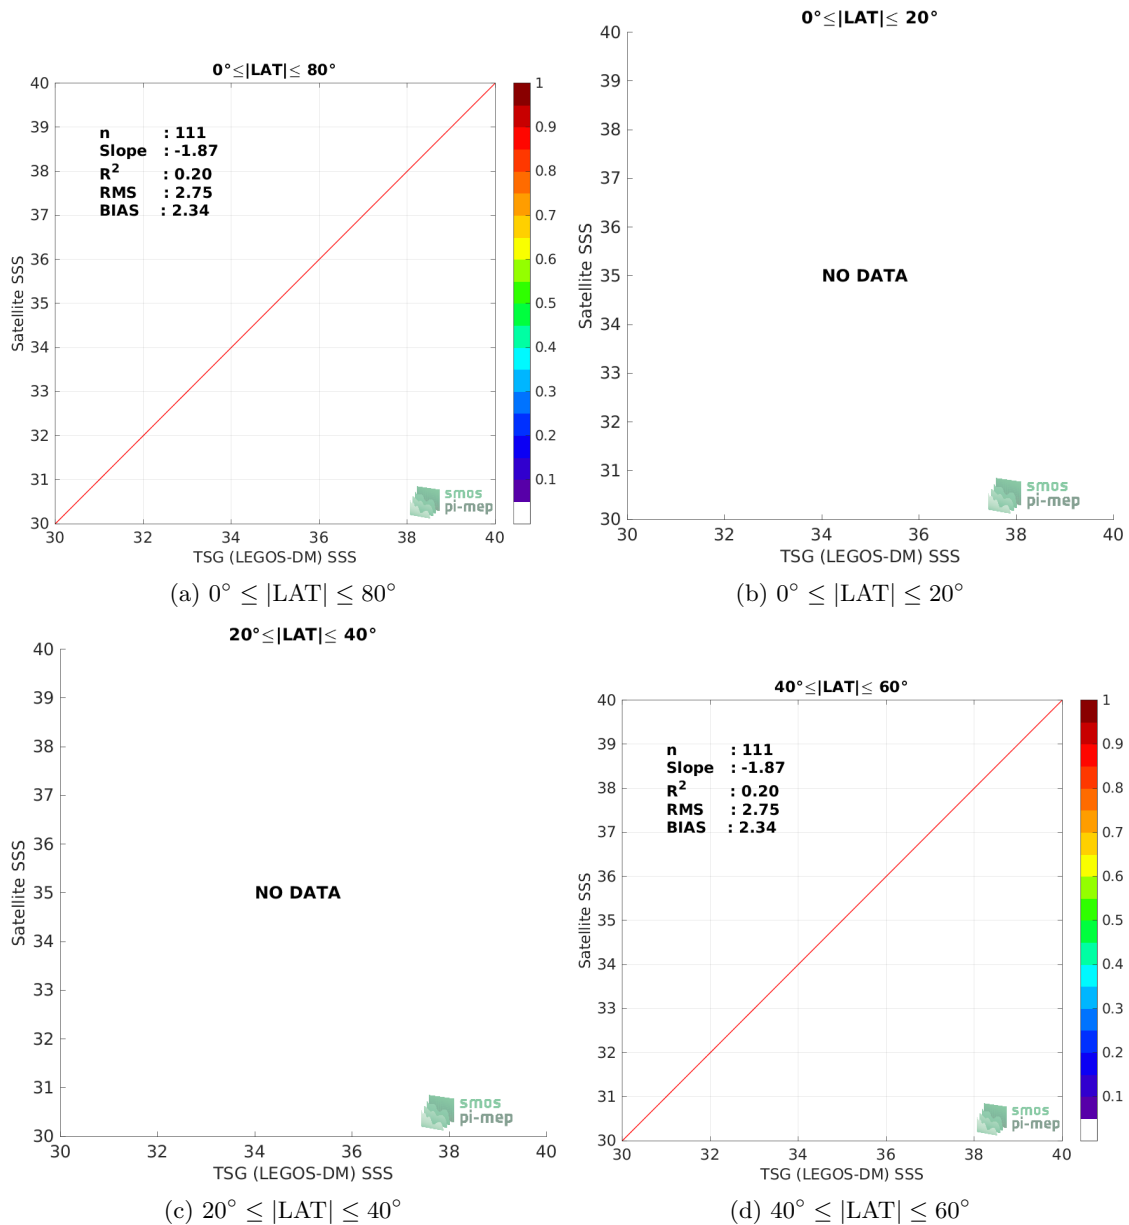 0°≤|LAT|≤ 80°
40
39
38
37
36
35
34
33
32
31
30
Satellite SSS
n : 111
Slope : -1.87
R² : 0.20
RMS : 2.75
BIAS : 2.34
1
0.9
0.8
0.7
0.6
0.5
0.4
0.3
0.2
0.1
smos
pi-mep
30 32 34 36 38 40
TSG (LEGOS-DM) SSS
(a) 0° ≤ |LAT| ≤ 80°
0°≤|LAT|≤ 20°
40
39
38
37
36
35
34
33
32
31
30
Satellite SSS
NO DATA
smos
pi-mep
30 32 34 36 38 40
TSG (LEGOS-DM) SSS
(b) 0° ≤ |LAT| ≤ 20°
20°≤|LAT|≤ 40°
40
39
38
37
36
35
34
33
32
31
30
Satellite SSS
NO DATA
smos
pi-mep
30 32 34 36 38 40
TSG (LEGOS-DM) SSS
(c) 20° ≤ |LAT| ≤ 40°
40°≤|LAT|≤ 60°
40
39
38
37
36
35
34
33
32
31
30
Satellite SSS
n : 111
Slope : -1.87
R² : 0.20
RMS : 2.75
BIAS : 2.34
1
0.9
0.8
0.7
0.6
0.5
0.4
0.3
0.2
0.1
smos
pi-mep
30 32 34 36 38 40
TSG (LEGOS-DM) SSS
(d) 40° ≤ |LAT| ≤ 60°